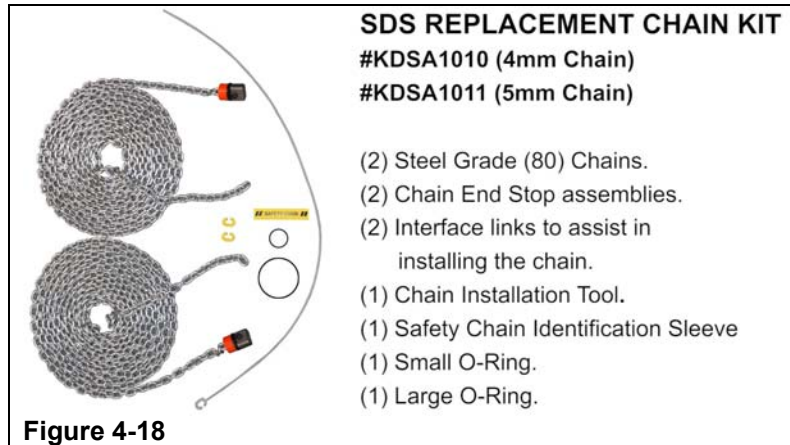 SDS REPLACEMENT CHAIN KIT
#KDSA1010 (4mm Chain)
#KDSA1011 (5mm Chain)
(2) Steel Grade (80) Chains.
(2) Chain End Stop assemblies.
(2) Interface links to assist in
installing the chain.
(1) Chain Installation Tool.
(1) Safety Chain Identification Sleeve
(1) Small O-Ring.
(1) Large O-Ring.
SAFETY CHAIN
Figure 4-18